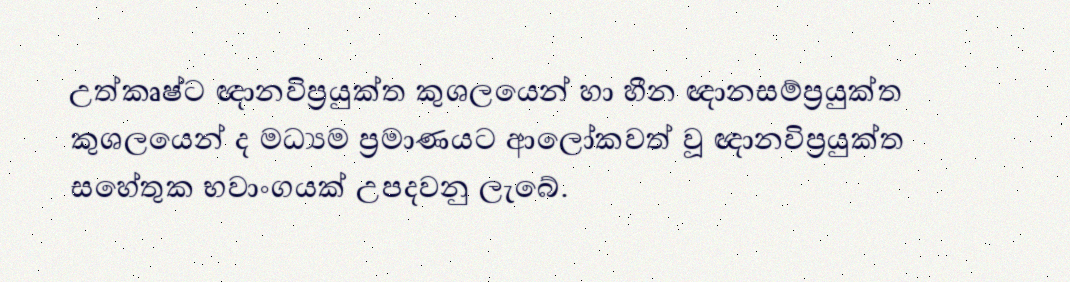 උත්කෘෂ්ට ඥානවිප්‍රයුක්ත කුශලයෙන් හා හීන ඥානසම්ප්‍රයුක්ත
කුශලයෙන් ද මධ්‍යම ප්‍රමාණයට ආලෝකවත් වූ ඥානවිප්‍රයුක්ත
සහේතුක භවාංගයක් උපදවනු ලැබේ.